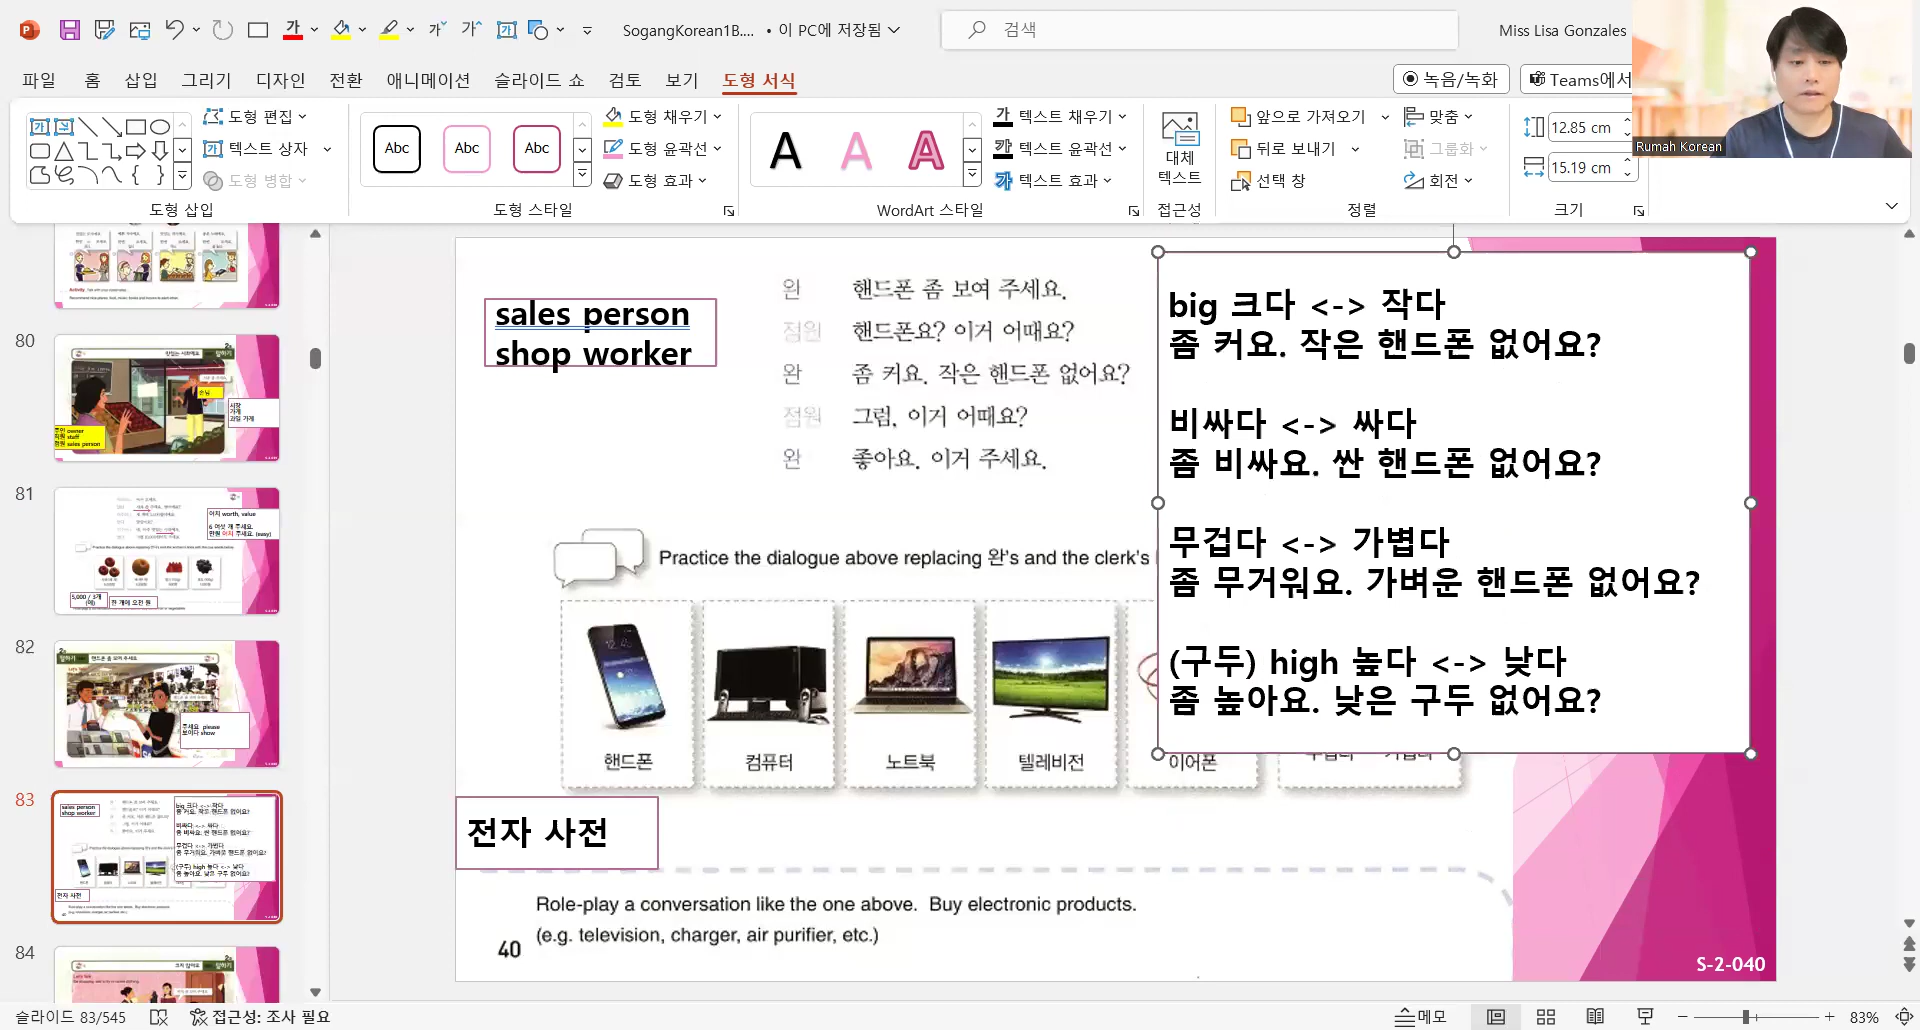 SogangKorean1B.... • 이 PC에 저장됨
검색
Miss Lisa Gonzales
파일 홈 삽입 그리기 디자인 전환 애니메이션 슬라이드 쇼 검토 보기 도형 서식
녹음/녹화
Teams에서
도형 편집
텍스트 상자
도형 병합
도형 삽입
Abc Abc Abc
도형 채우기
도형 윤곽선
도형 효과
도형 스타일
A A A
텍스트 채우기
텍스트 윤곽선
텍스트 효과
WordArt 스타일
대체
텍스트
접근성
앞으로 가져오기
뒤로 보내기
선택 창
맞춤
그룹화
회전
정렬
12.85 cm
15.19 cm
크기
Rumah Korean
80
81
82
83
84
sales person
shop worker
완 핸드폰 좀 보여 주세요.
점원 핸드폰요? 이거 어때요?
완 좀 커요. 작은 핸드폰 없어요?
점원 그럼, 이거 어때요?
완 좋아요. 이거 주세요.
big 크다 <-> 작다
좀 커요. 작은 핸드폰 없어요?
비싸다 <-> 싸다
좀 비싸요. 싼 핸드폰 없어요?
무겁다 <-> 가볍다
좀 무거워요. 가벼운 핸드폰 없어요?
(구두) high 높다 <-> 낮다
좀 높아요. 낮은 구두 없어요?
Practice the dialogue above replacing 완's and the clerk's
핸드폰 컴퓨터 노트북 텔레비전 이어폰
전자 사전
Role-play a conversation like the one above. Buy electronic products.
(e.g. television, charger, air purifier, etc.)
40
S-2-040
슬라이드 83/545
접근성: 조사 필요
메모
83%